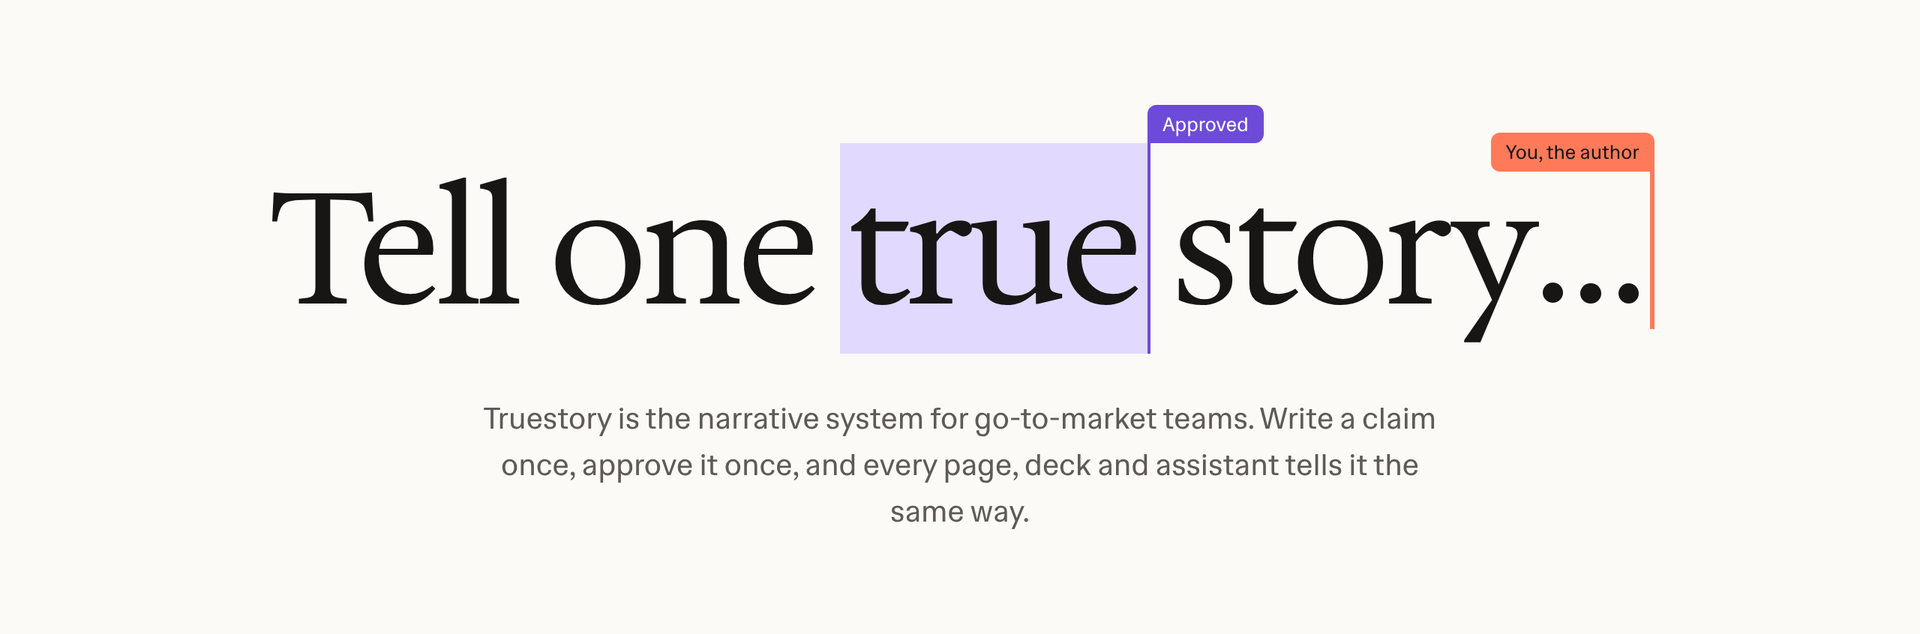 Approved
You, the author
Tell one true story...
Truestory is the narrative system for go-to-market teams. Write a claim
once, approve it once, and every page, deck and assistant tells it the
same way.